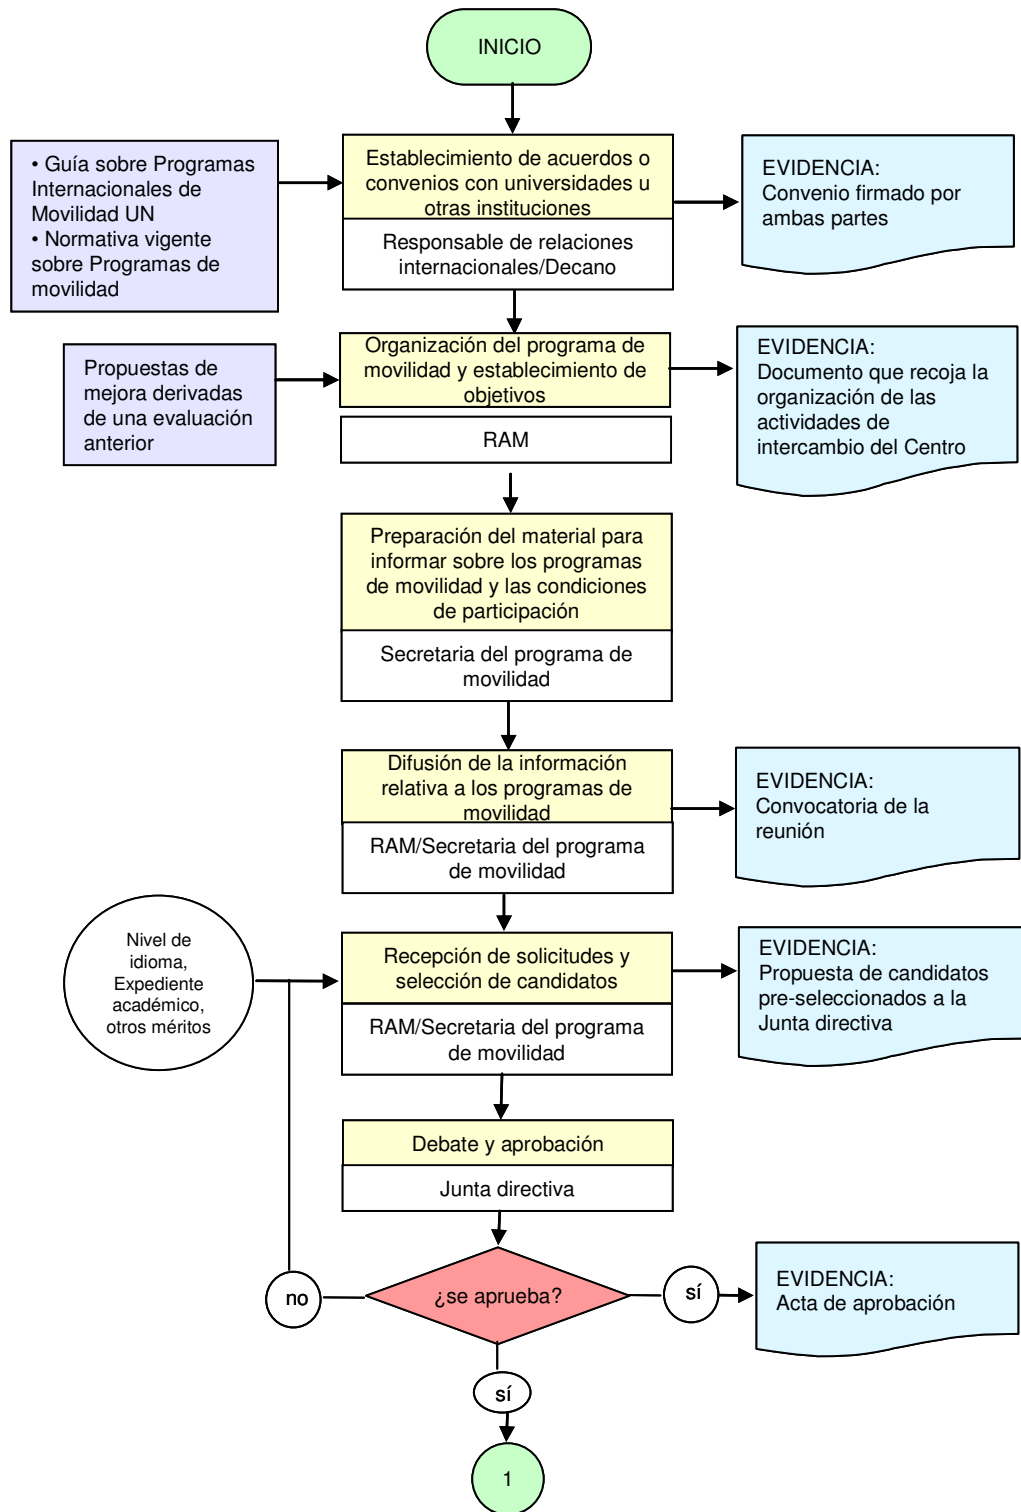 INICIO
• Guía sobre Programas
Internacionales de
Movilidad UN
• Normativa vigente
sobre Programas de
movilidad
Establecimiento de acuerdos o
convenios con universidades u
otras instituciones
Responsable de relaciones
internacionales/Decano
EVIDENCIA:
Convenio firmado por
ambas partes
Propuestas de
mejora derivadas
de una evaluación
anterior
Organización del programa de
movilidad y establecimiento de
objetivos
RAM
EVIDENCIA:
Documento que recoja la
organización de las
actividades de
intercambio del Centro
Preparación del material para
informar sobre los programas
de movilidad y las condiciones
de participación
Secretaria del programa de
movilidad
Difusión de la información
relativa a los programas de
movilidad
RAM/Secretaria del programa
de movilidad
EVIDENCIA:
Convocatoria de la
reunión
Nivel de
idioma,
Expediente
académico,
otros méritos
Recepción de solicitudes y
selección de candidatos
RAM/Secretaria del programa
de movilidad
EVIDENCIA:
Propuesta de candidatos
pre-seleccionados a la
Junta directiva
Debate y aprobación
Junta directiva
no
¿se aprueba?
sí
EVIDENCIA:
Acta de aprobación
sí
1